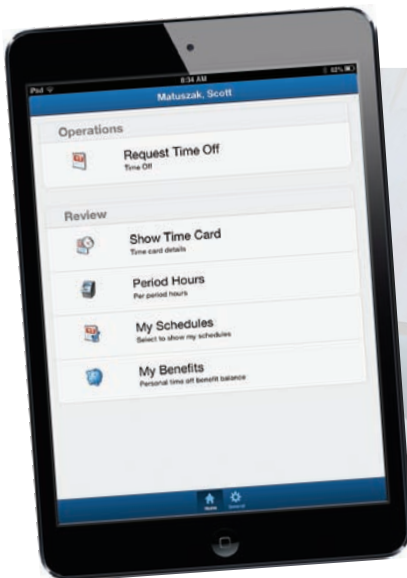 iPad
8:34 AM
82%
Matuszak, Scott
Operations
Request Time Off
Time Off
Review
Show Time Card
Time card details
Period Hours
Per period hours
My Schedules
Select to show my schedules
My Benefits
Personal time off benefit balance
Home